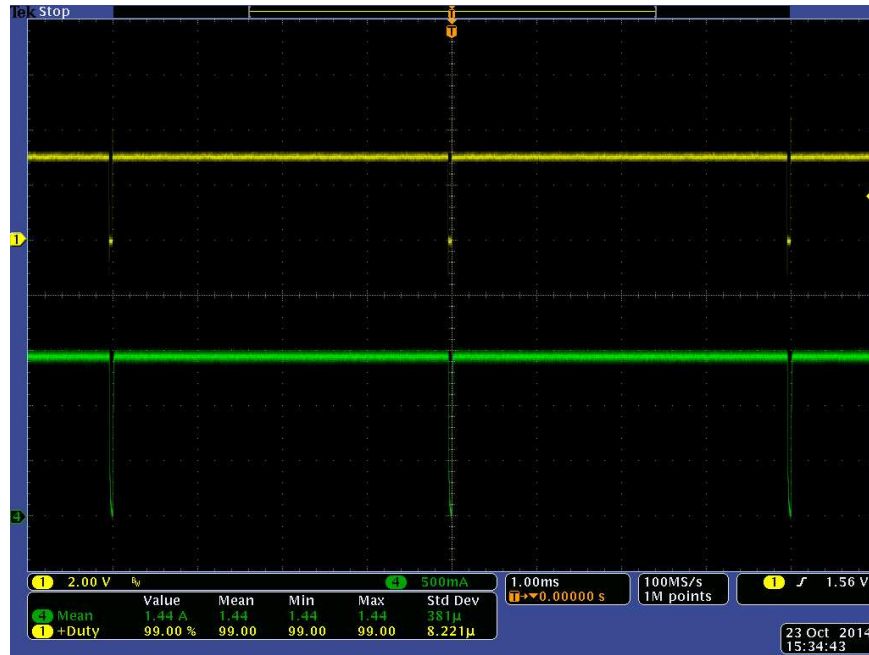 Tek Stop
T
T
1
4
1 2.00 V BW 4 500mA 1.00ms 100MS/s 1 1.56 V
T→▼0.00000 s 1M points
Value Mean Min Max Std Dev
4 Mean 1.44 A 1.44 1.44 1.44 381µ
1 +Duty 99.00 % 99.00 99.00 99.00 8.221µ
23 Oct 2014
15:34:43